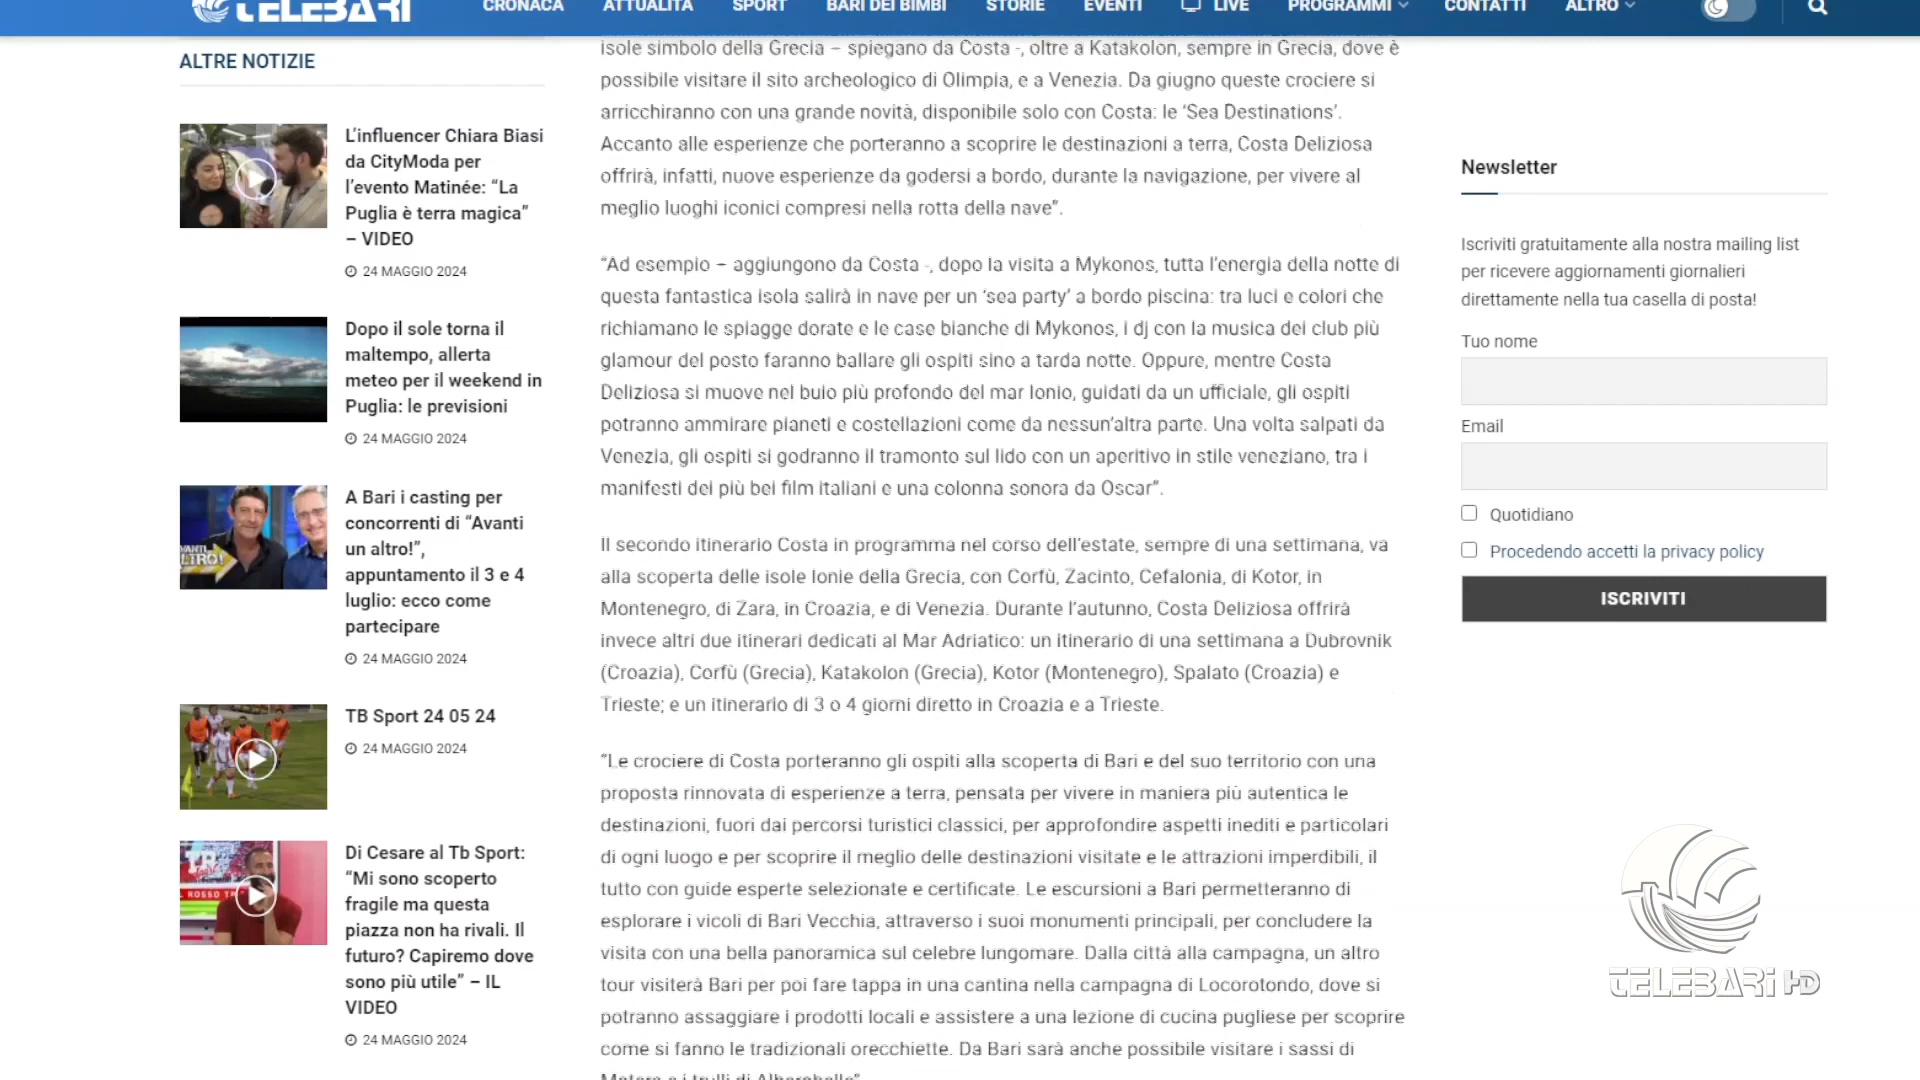 TELEBARI
CRONACA ATTUALITÀ SPORT BARI DEI BIMBI STORIE EVENTI LIVE PROGRAMMI CONTATTI ALTRO
ALTRE NOTIZIE
L’influencer Chiara Biasi
da CityModa per
l’evento Matinée: “La
Puglia è terra magica”
– VIDEO
24 MAGGIO 2024
Dopo il sole torna il
maltempo, allerta
meteo per il weekend in
Puglia: le previsioni
24 MAGGIO 2024
A Bari i casting per
concorrenti di “Avanti
un altro!”,
appuntamento il 3 e 4
luglio: ecco come
partecipare
24 MAGGIO 2024
TB Sport 24 05 24
24 MAGGIO 2024
Di Cesare al Tb Sport:
“Mi sono scoperto
fragile ma questa
piazza non ha rivali. Il
futuro? Capiremo dove
sono più utile” – IL
VIDEO
24 MAGGIO 2024
isole simbolo della Grecia – spiegano da Costa -, oltre a Katakolon, sempre in Grecia, dove è
possibile visitare il sito archeologico di Olimpia, e a Venezia. Da giugno queste crociere si
arricchiranno con una grande novità, disponibile solo con Costa: le ‘Sea Destinations’.
Accanto alle esperienze che porteranno a scoprire le destinazioni a terra, Costa Deliziosa
offrirà, infatti, nuove esperienze da godersi a bordo, durante la navigazione, per vivere al
meglio luoghi iconici compresi nella rotta della nave”.
“Ad esempio – aggiungono da Costa -, dopo la visita a Mykonos, tutta l’energia della notte di
questa fantastica isola salirà in nave per un ‘sea party’ a bordo piscina: tra luci e colori che
richiamano le spiagge dorate e le case bianche di Mykonos, i dj con la musica dei club più
glamour del posto faranno ballare gli ospiti sino a tarda notte. Oppure, mentre Costa
Deliziosa si muove nel buio più profondo del mar Ionio, guidati da un ufficiale, gli ospiti
potranno ammirare pianeti e costellazioni come da nessun’altra parte. Una volta salpati da
Venezia, gli ospiti si godranno il tramonto sul lido con un aperitivo in stile veneziano, tra i
manifesti dei più bei film italiani e una colonna sonora da Oscar”.
Il secondo itinerario Costa in programma nel corso dell’estate, sempre di una settimana, va
alla scoperta delle isole Ionie della Grecia, con Corfù, Zacinto, Cefalonia, di Kotor, in
Montenegro, di Zara, in Croazia, e di Venezia. Durante l’autunno, Costa Deliziosa offrirà
invece altri due itinerari dedicati al Mar Adriatico: un itinerario di una settimana a Dubrovnik
(Croazia), Corfù (Grecia), Katakolon (Grecia), Kotor (Montenegro), Spalato (Croazia) e
Trieste; e un itinerario di 3 o 4 giorni diretto in Croazia e a Trieste.
“Le crociere di Costa porteranno gli ospiti alla scoperta di Bari e del suo territorio con una
proposta rinnovata di esperienze a terra, pensata per vivere in maniera più autentica le
destinazioni, fuori dai percorsi turistici classici, per approfondire aspetti inediti e particolari
di ogni luogo e per scoprire il meglio delle destinazioni visitate e le attrazioni imperdibili, il
tutto con guide esperte selezionate e certificate. Le escursioni a Bari permetteranno di
esplorare i vicoli di Bari Vecchia, attraverso i suoi monumenti principali, per concludere la
visita con una bella panoramica sul celebre lungomare. Dalla città alla campagna, un altro
tour visiterà Bari per poi fare tappa in una cantina nella campagna di Locorotondo, dove si
potranno assaggiare i prodotti locali e assistere a una lezione di cucina pugliese per scoprire
come si fanno le tradizionali orecchiette. Da Bari sarà anche possibile visitare i sassi di
Matera e i trulli di Alberobello”
Newsletter
Iscriviti gratuitamente alla nostra mailing list
per ricevere aggiornamenti giornalieri
direttamente nella tua casella di posta!
Tuo nome
Email
Quotidiano
Procedendo accetti la privacy policy
ISCRIVITI
TELEBARI HD